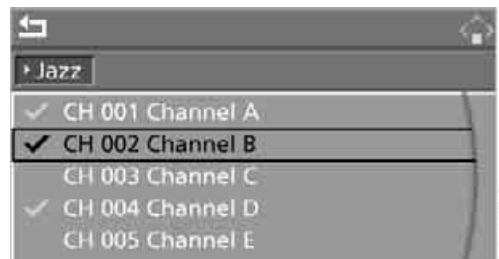 Jazz
CH 001 Channel A
CH 002 Channel B
CH 003 Channel C
CH 004 Channel D
CH 005 Channel E